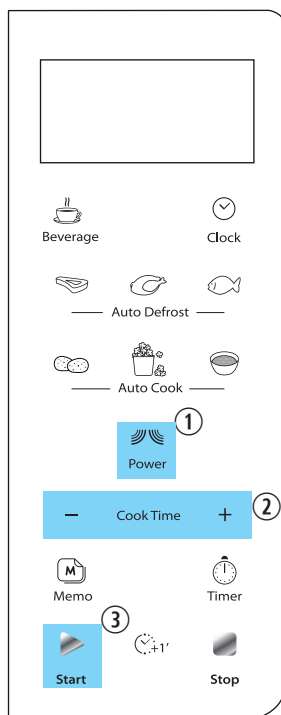 Beverage Clock
Auto Defrost
Auto Cook
①
Power
− Cook Time + ②
M
Memo Timer
③
+1'
Start Stop